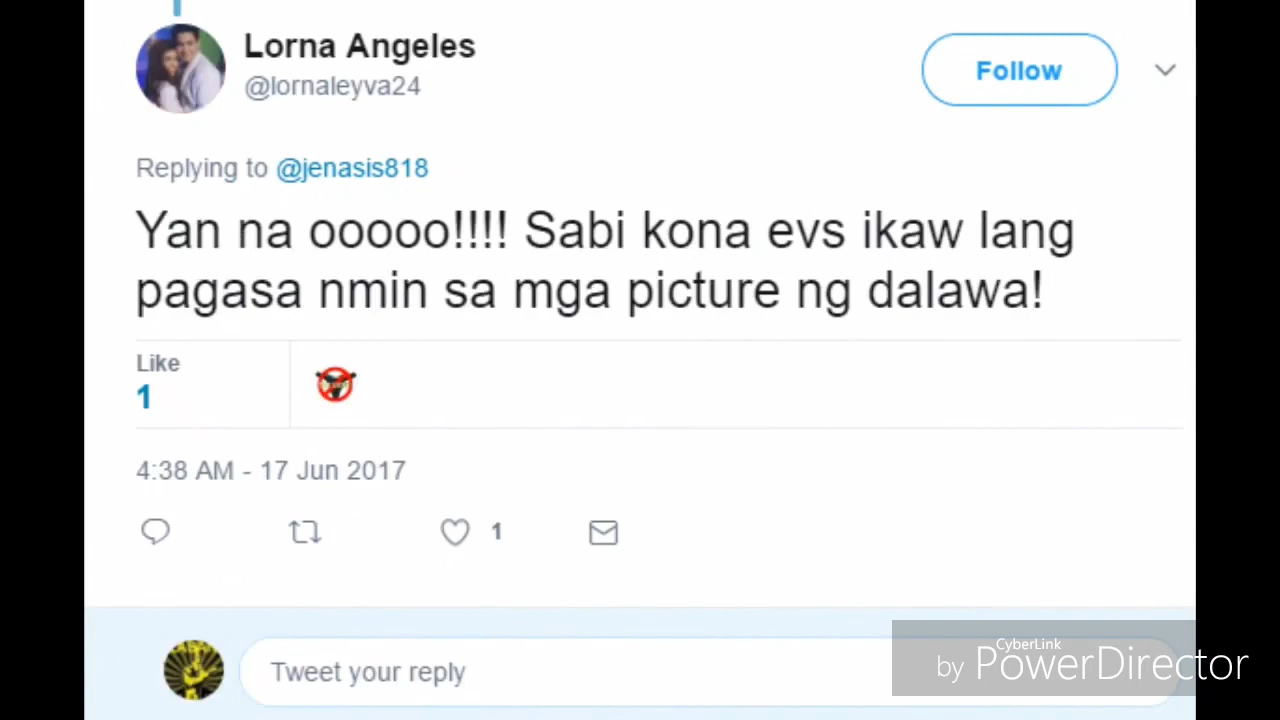 Lorna Angeles
@lornaleyva24
Follow
Replying to @jenasis818
Yan na ooooo!!!! Sabi kona evs ikaw lang
pagasa nmin sa mga picture ng dalawa!
Like
1
4:38 AM - 17 Jun 2017
1
Tweet your reply
CyberLink
by PowerDirector